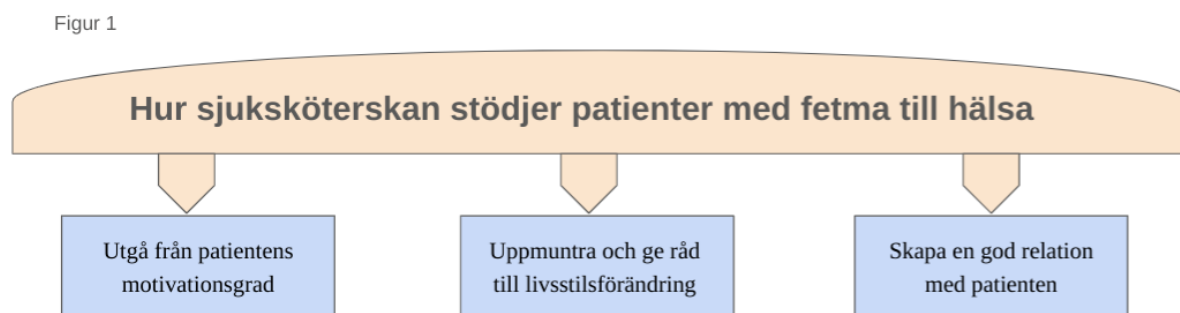 Figur 1
Hur sjuksköterskan stödjer patienter med fetma till hälsa
Utgå från patientens
motivationsgrad
Uppmuntra och ge råd
till livsstilsförändring
Skapa en god relation
med patienten